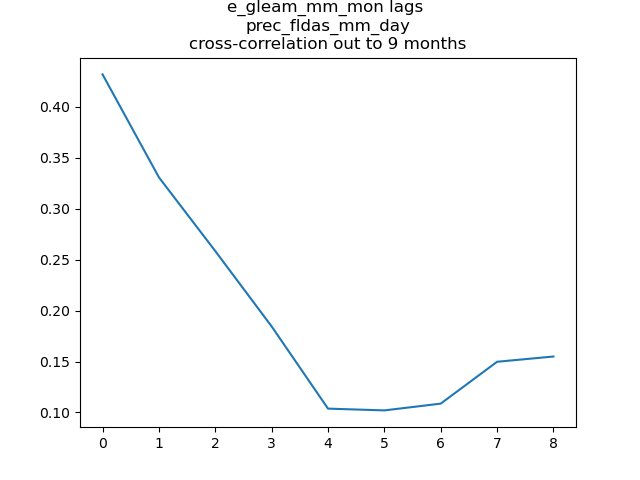 e_gleam_mm_mon lags
prec_fldas_mm_day
cross-correlation out to 9 months
0.40
0.35
0.30
0.25
0.20
0.15
0.10
0 1 2 3 4 5 6 7 8